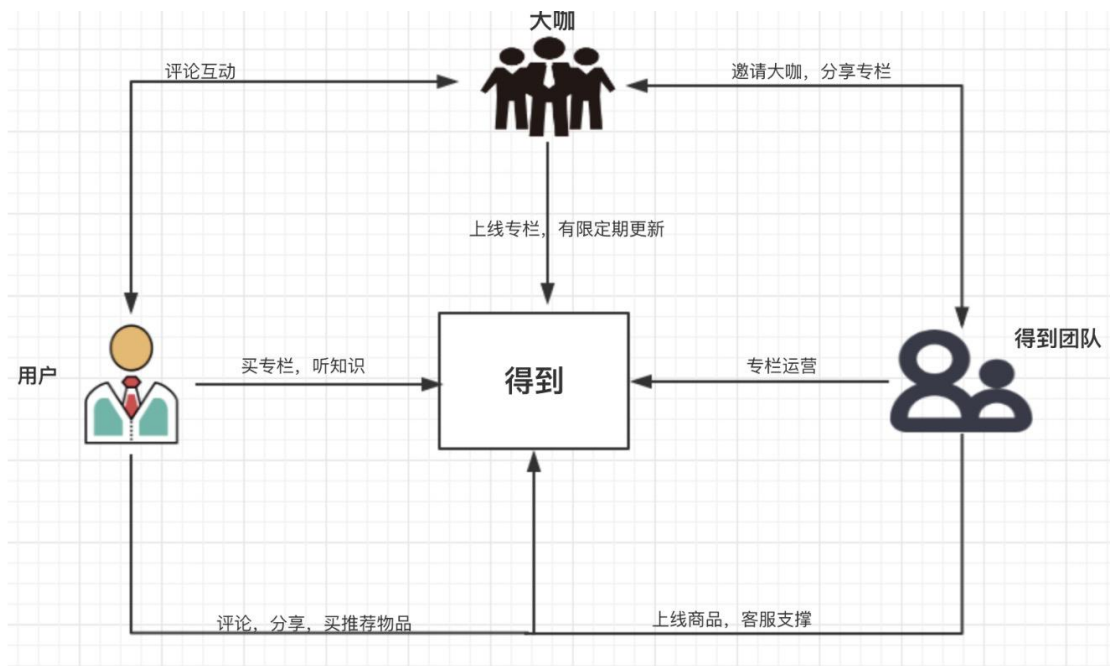 大咖
评论互动
邀请大咖，分享专栏
上线专栏，有限定期更新
得到团队
用户
买专栏，听知识
得到
专栏运营
评论，分享，买推荐物品
上线商品，客服支撑